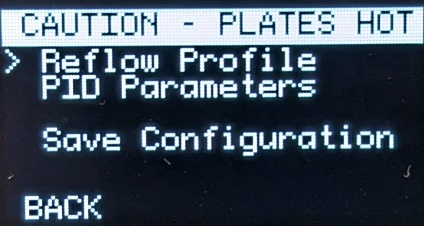 CAUTION - PLATES HOT
> Reflow Profile
PID Parameters
Save Configuration
BACK